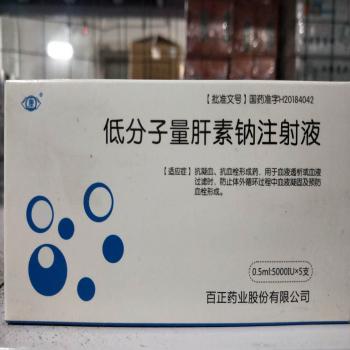 【批准文号】国药准字H20184042
低分子量肝素钠注射液
【适应症】抗凝血、抗血栓形成药，用于血液透析或血液
过滤时，防止体外循环过程中血液凝固及预防
血栓形成。
0.5ml:5000IU×5支
百正药业股份有限公司